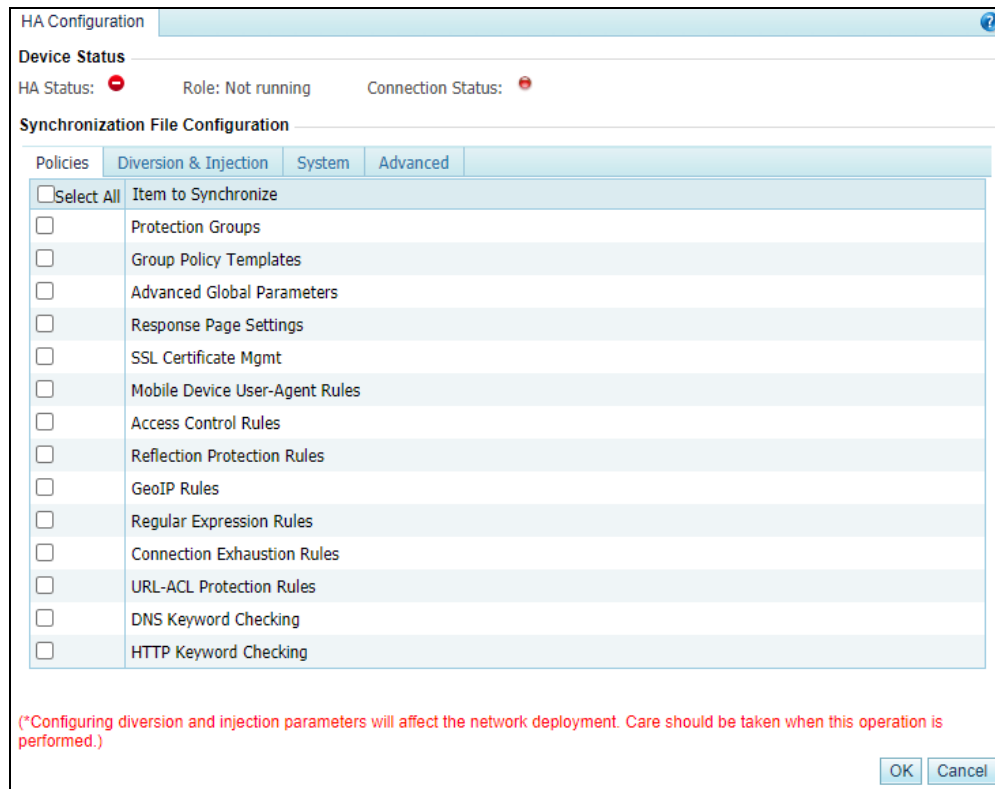 HA Configuration
?
Device Status
HA Status: Role: Not running Connection Status:
Synchronization File Configuration
Policies Diversion & Injection System Advanced
Select All Item to Synchronize
Protection Groups
Group Policy Templates
Advanced Global Parameters
Response Page Settings
SSL Certificate Mgmt
Mobile Device User-Agent Rules
Access Control Rules
Reflection Protection Rules
GeoIP Rules
Regular Expression Rules
Connection Exhaustion Rules
URL-ACL Protection Rules
DNS Keyword Checking
HTTP Keyword Checking
(*Configuring diversion and injection parameters will affect the network deployment. Care should be taken when this operation is
performed.)
OK Cancel